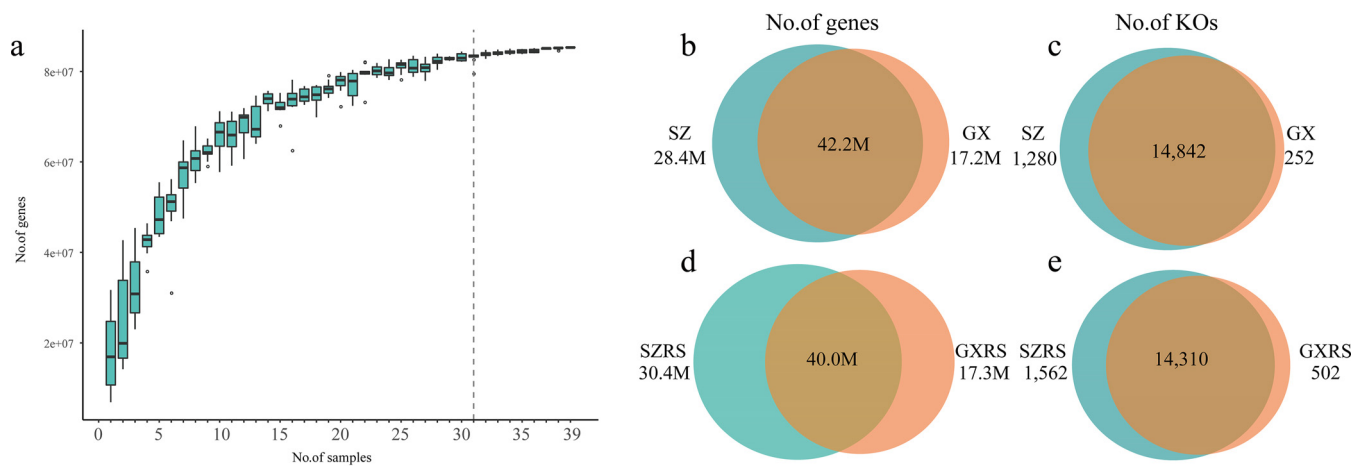 a
No.of genes
8e+07
6e+07
4e+07
2e+07
0 5 10 15 20 25 30 35 39
No.of samples
No.of genes
b
SZ
28.4M
42.2M
GX
17.2M
No.of KOs
c
SZ
1,280
14,842
GX
252
d
SZRS
30.4M
40.0M
GXRS
17.3M
e
SZRS
1,562
14,310
GXRS
502